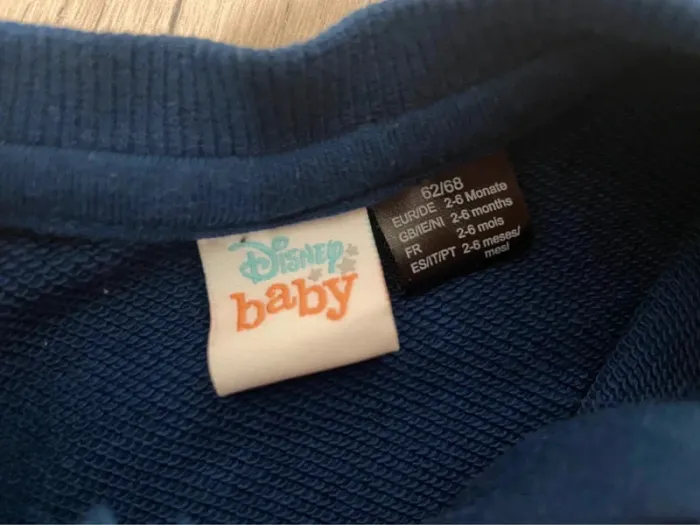 Disney
baby
62/68
EUR/DE 2-6 Monate
GB/IE/NI 2-6 months
FR 2-6 mois
ES/IT/PT 2-6 meses/
mesi